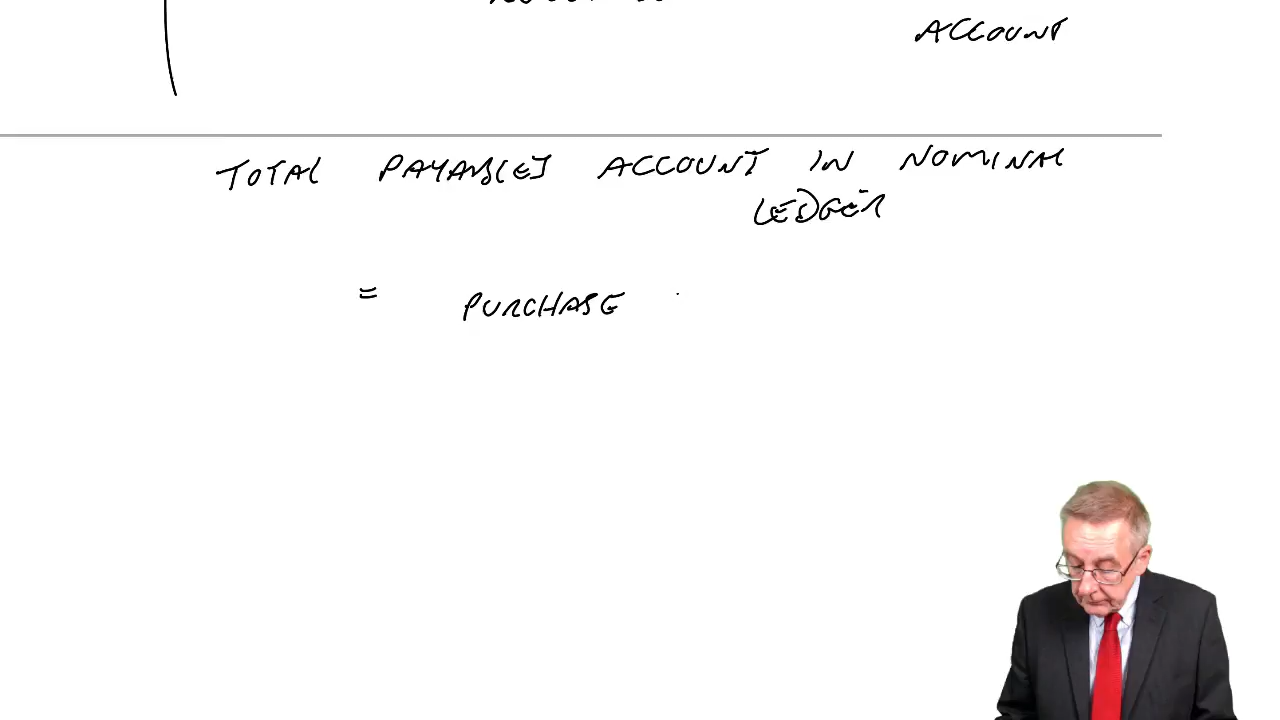 ACCOUNT
TOTAL PAYABLES ACCOUNT IN NOMINAL
LEDGER
= PURCHASE